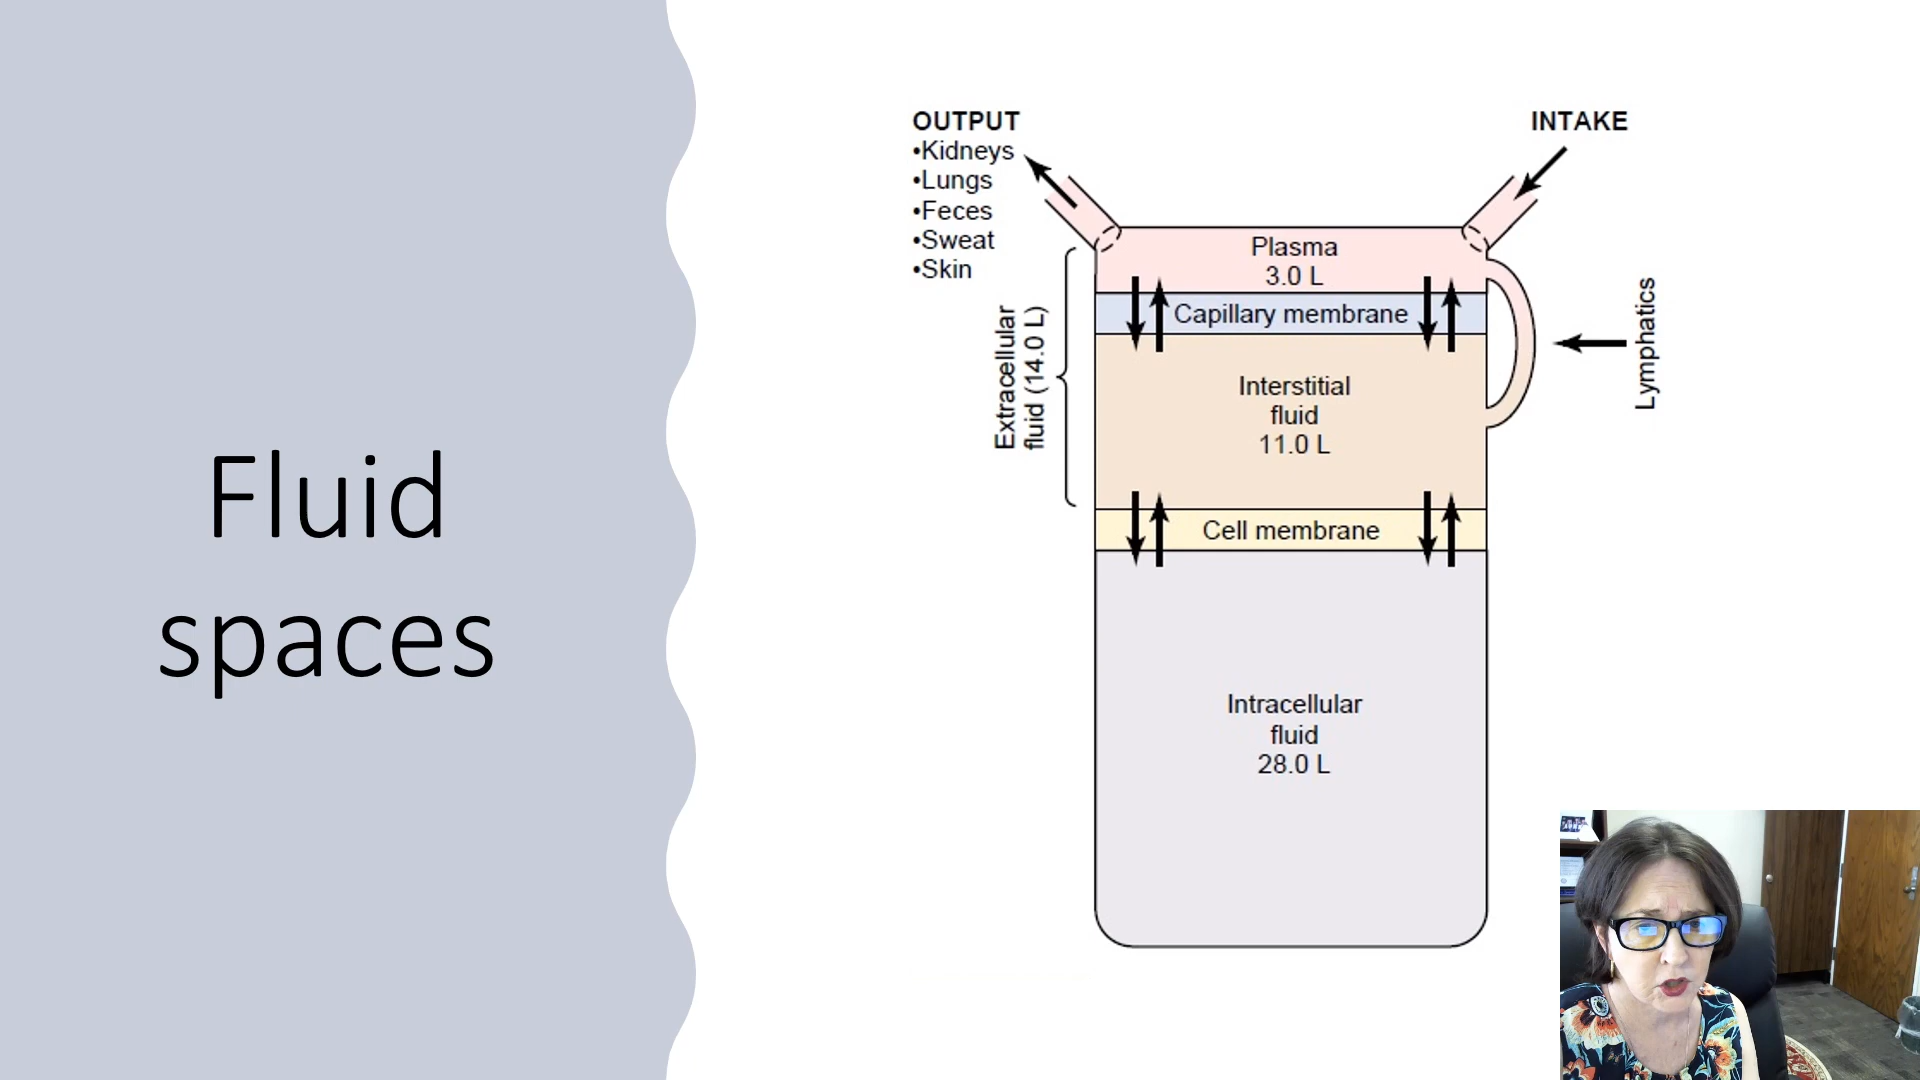 Fluid
spaces
OUTPUT
•Kidneys
•Lungs
•Feces
•Sweat
•Skin
INTAKE
Plasma
3.0 L
Capillary membrane
Extracellular
fluid (14.0 L)
Lymphatics
Interstitial
fluid
11.0 L
Cell membrane
Intracellular
fluid
28.0 L